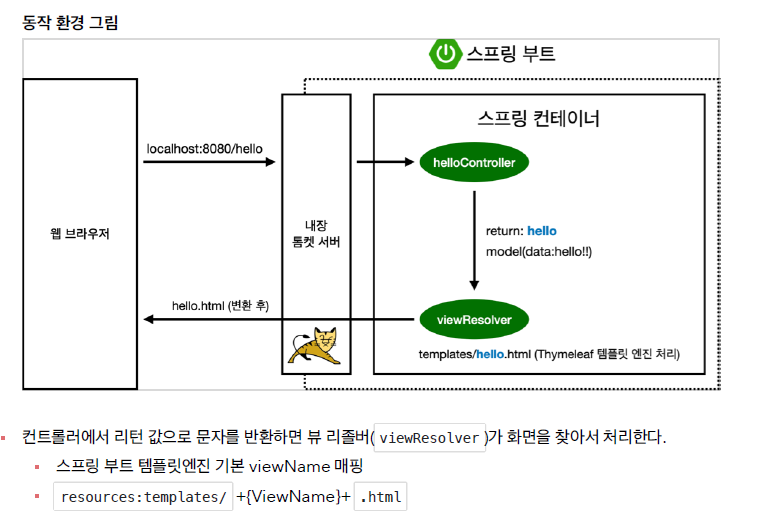 동작 환경 그림
스프링 부트
스프링 컨테이너
localhost:8080/hello
helloController
웹 브라우저
내장
톰켓 서버
return: hello
model(data:hello!!)
hello.html (변환 후)
viewResolver
templates/hello.html (Thymeleaf 템플릿 엔진 처리)
컨트롤러에서 리턴 값으로 문자를 반환하면 뷰 리졸버( viewResolver )가 화면을 찾아서 처리한다.
스프링 부트 템플릿엔진 기본 viewName 매핑
resources:templates/ +{ViewName}+ .html